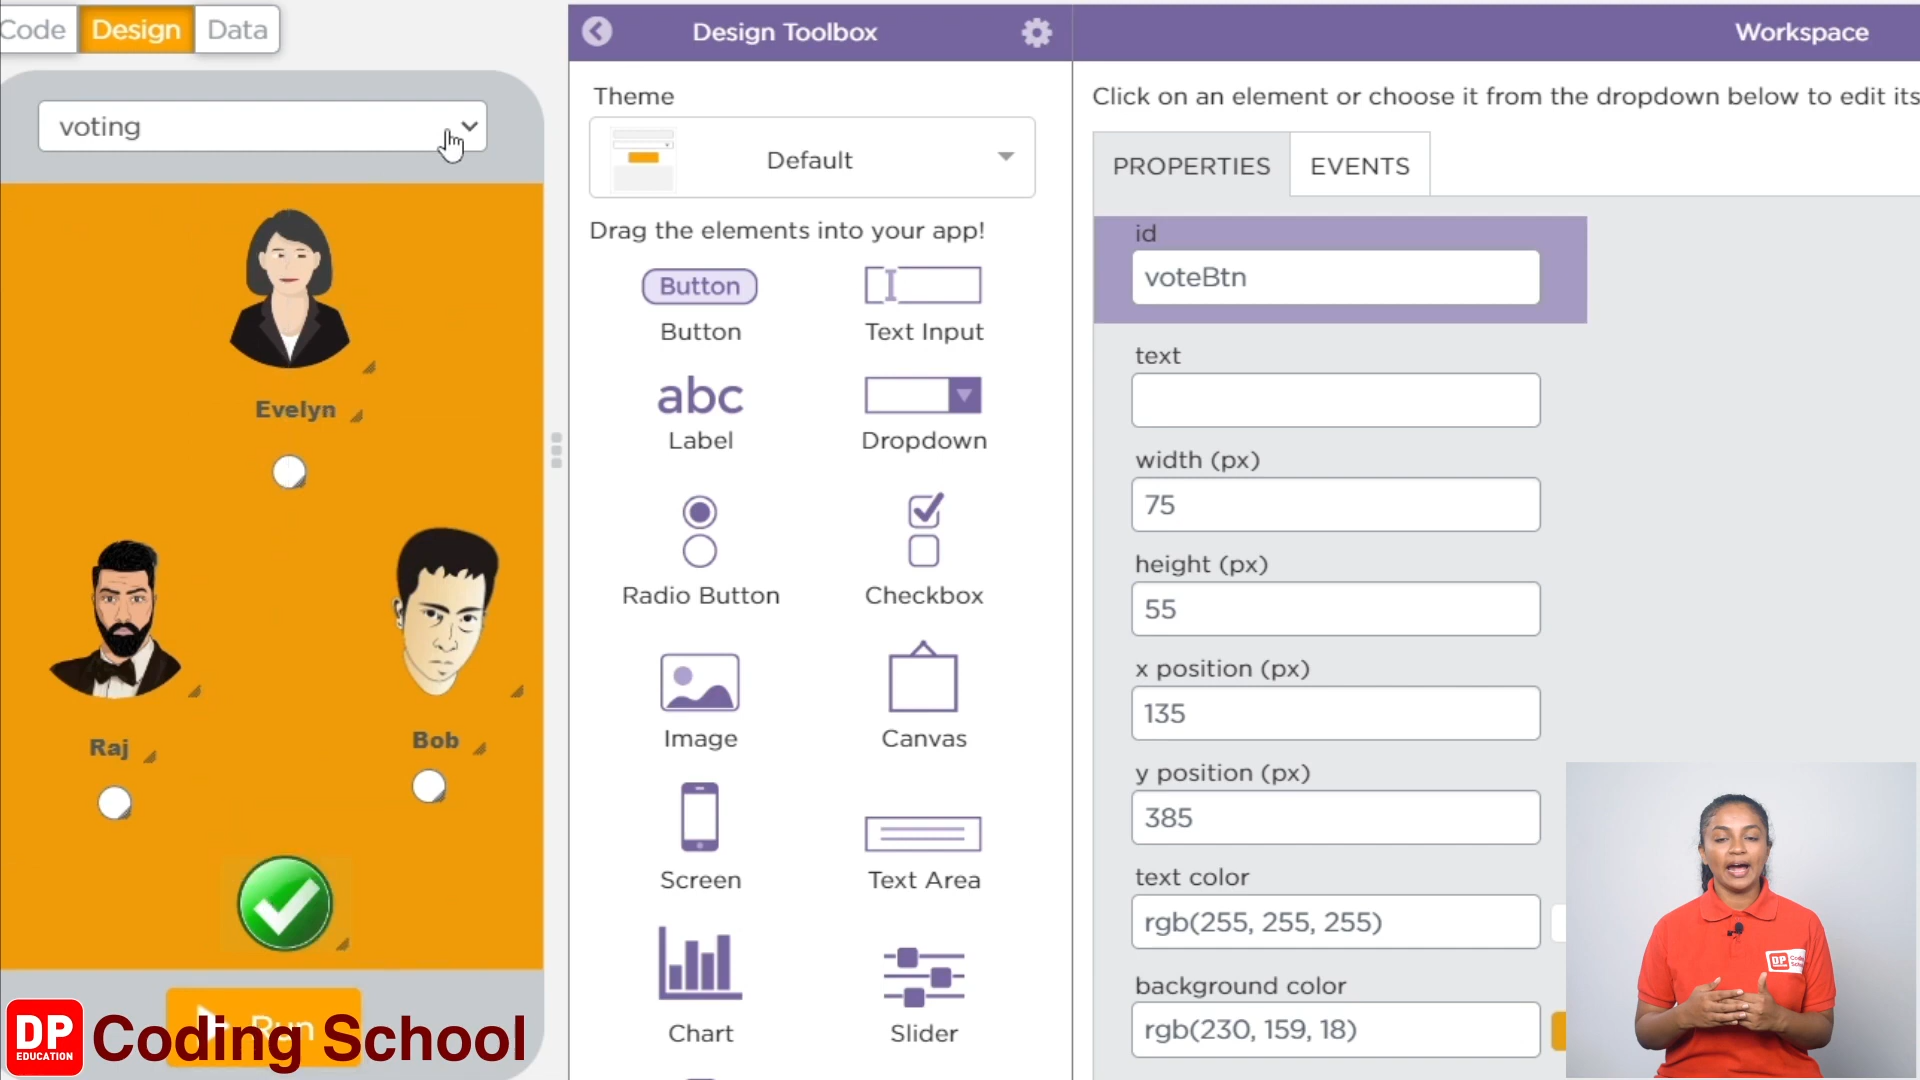 Code
Design
Data
Design Toolbox
Workspace
voting
Theme
Default
Click on an element or choose it from the dropdown below to edit its
PROPERTIES
EVENTS
Drag the elements into your app!
Button
Button
Text Input
abc
Label
Dropdown
Radio Button
Checkbox
Image
Canvas
Screen
Text Area
Chart
Slider
id
voteBtn
text
width (px)
75
height (px)
55
x position (px)
135
y position (px)
385
text color
rgb(255, 255, 255)
background color
rgb(230, 159, 18)
Evelyn
Raj
Bob
Run
DP
EDUCATION
Coding School
DP